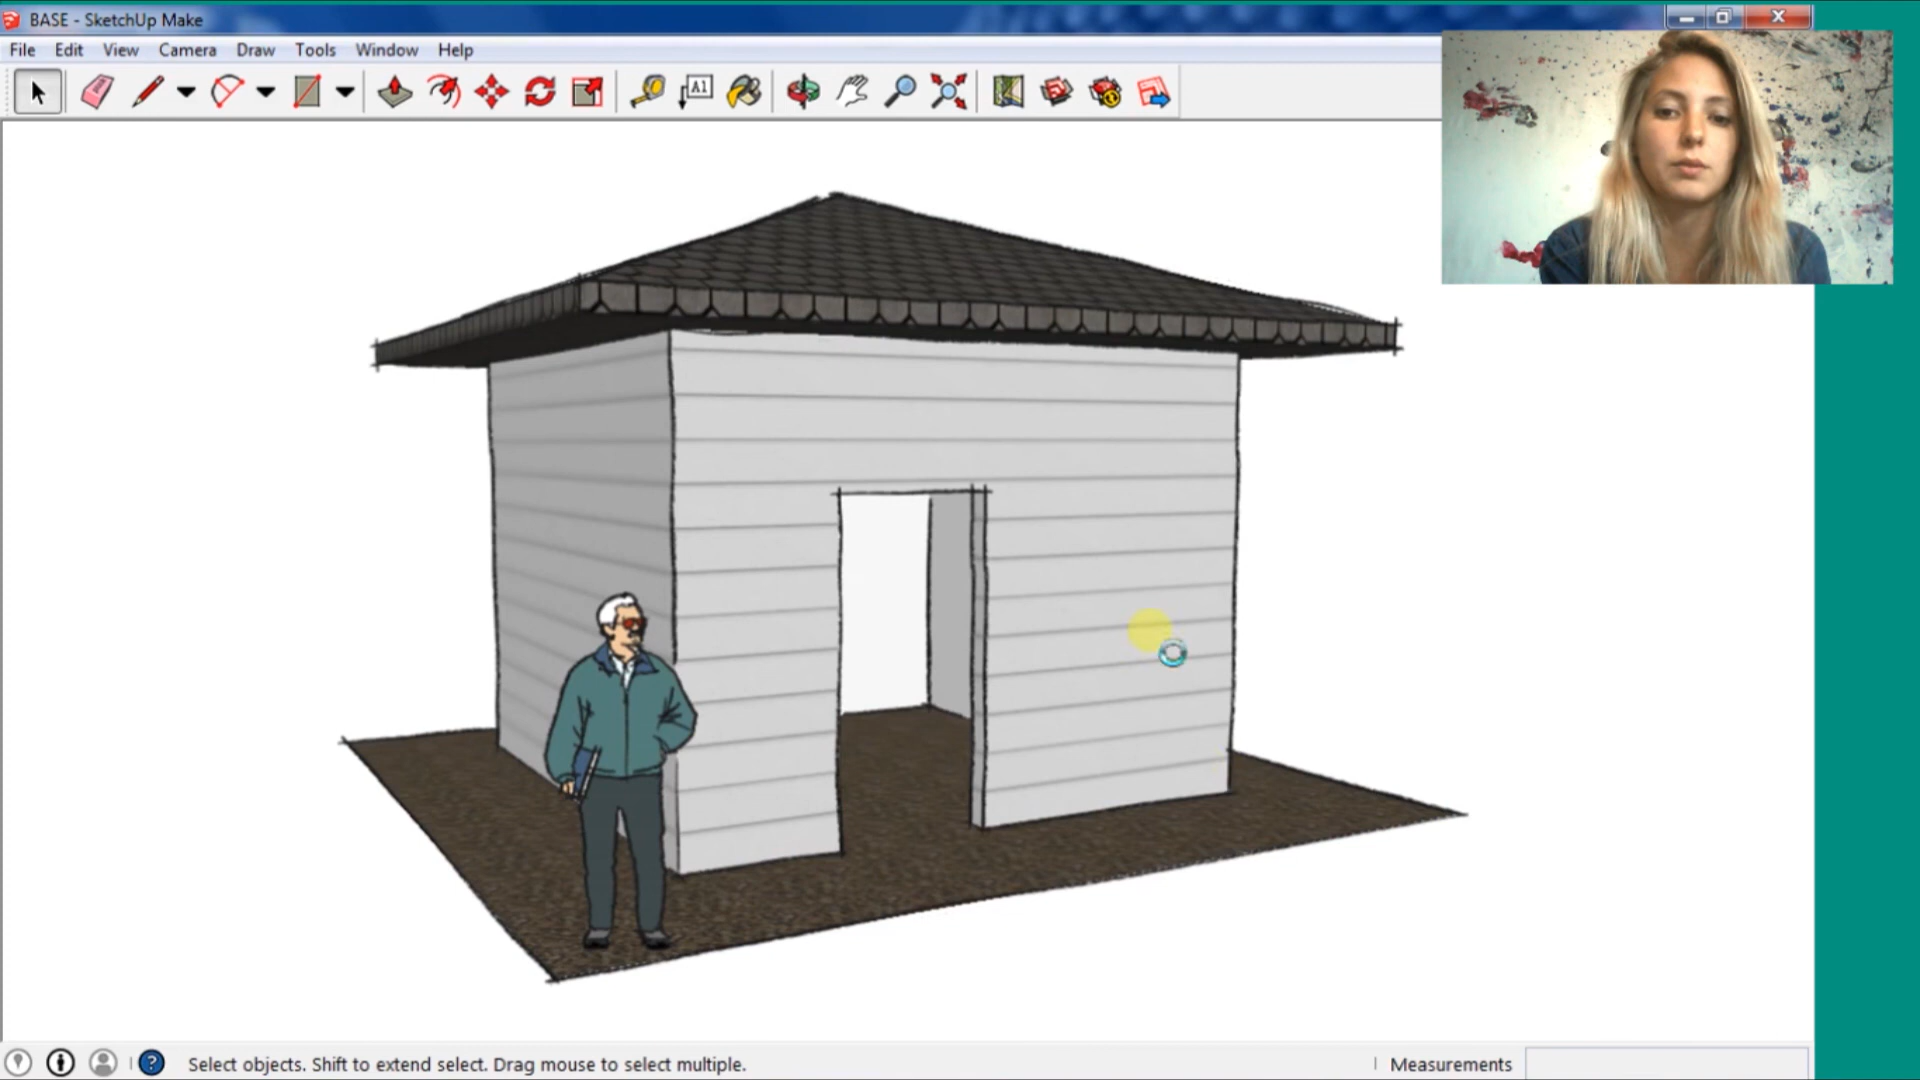 BASE - SketchUp Make
File Edit View Camera Draw Tools Window Help
A1
Select objects. Shift to extend select. Drag mouse to select multiple.
Measurements